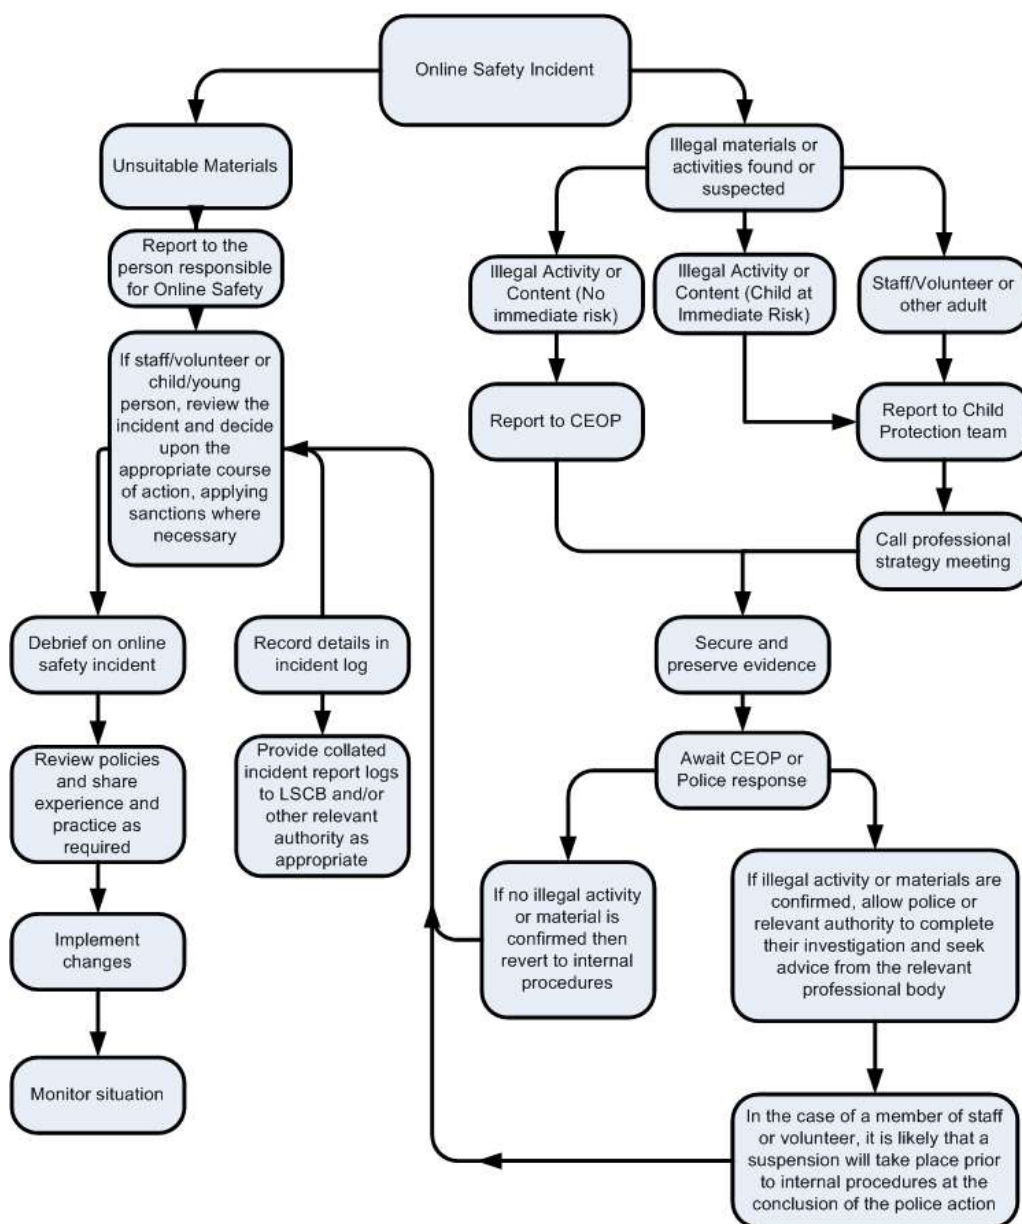 Online Safety Incident
Unsuitable Materials
Illegal materials or
activities found or
suspected
Report to the
person responsible
for Online Safety
Illegal Activity or
Content (No
immediate risk)
Illegal Activity or
Content (Child at
Immediate Risk)
Staff/Volunteer or
other adult
If staff/volunteer or
child/young
person, review the
incident and decide
upon the
appropriate course
of action, applying
sanctions where
necessary
Report to CEOP
Report to Child
Protection team
Call professional
strategy meeting
Debrief on online
safety incident
Record details in
incident log
Secure and
preserve evidence
Review policies
and share
experience and
practice as
required
Provide collated
incident report logs
to LSCB and/or
other relevant
authority as
appropriate
Await CEOP or
Police response
If no illegal activity
or material is
confirmed then
revert to internal
procedures
If illegal activity or materials are
confirmed, allow police or
relevant authority to complete
their investigation and seek
advice from the relevant
professional body
Implement
changes
Monitor situation
In the case of a member of staff
or volunteer, it is likely that a
suspension will take place prior
to internal procedures at the
conclusion of the police action